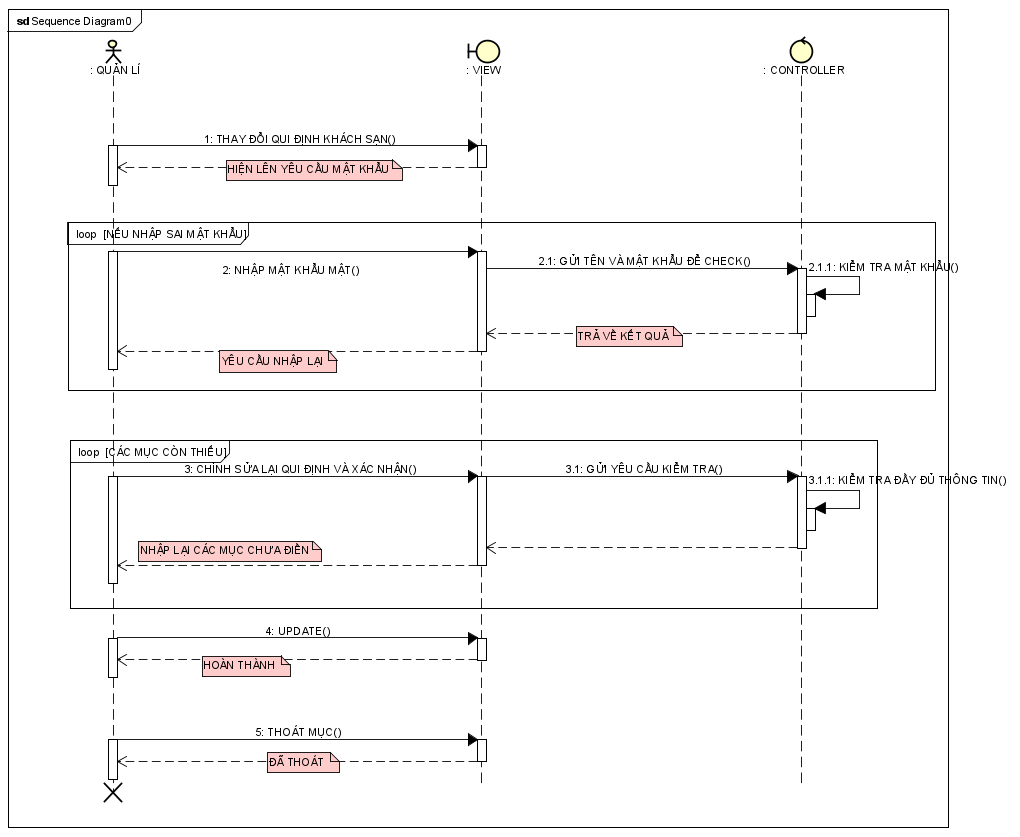 sd Sequence Diagram0
: QUẢN LÍ
: VIEW
: CONTROLLER
1: THAY ĐỔI QUI ĐỊNH KHÁCH SẠN()
HIỆN LÊN YÊU CẦU MẬT KHẨU
loop [NẾU NHẬP SAI MẬT KHẨU]
2: NHẬP MẬT KHẨU MẬT()
2.1: GỬI TÊN VÀ MẬT KHẨU ĐỂ CHECK()
2.1.1: KIỂM TRA MẬT KHẨU()
TRẢ VỀ KẾT QUẢ
YÊU CẦU NHẬP LẠI
loop [CÁC MỤC CÒN THIẾU]
3: CHỈNH SỬA LẠI QUI ĐỊNH VÀ XÁC NHẬN()
3.1: GỬI YÊU CẦU KIỂM TRA()
3.1.1: KIỂM TRA ĐẦY ĐỦ THÔNG TIN()
NHẬP LẠI CÁC MỤC CHƯA ĐIỀN
4: UPDATE()
HOÀN THÀNH
5: THOÁT MỤC()
ĐÃ THOÁT